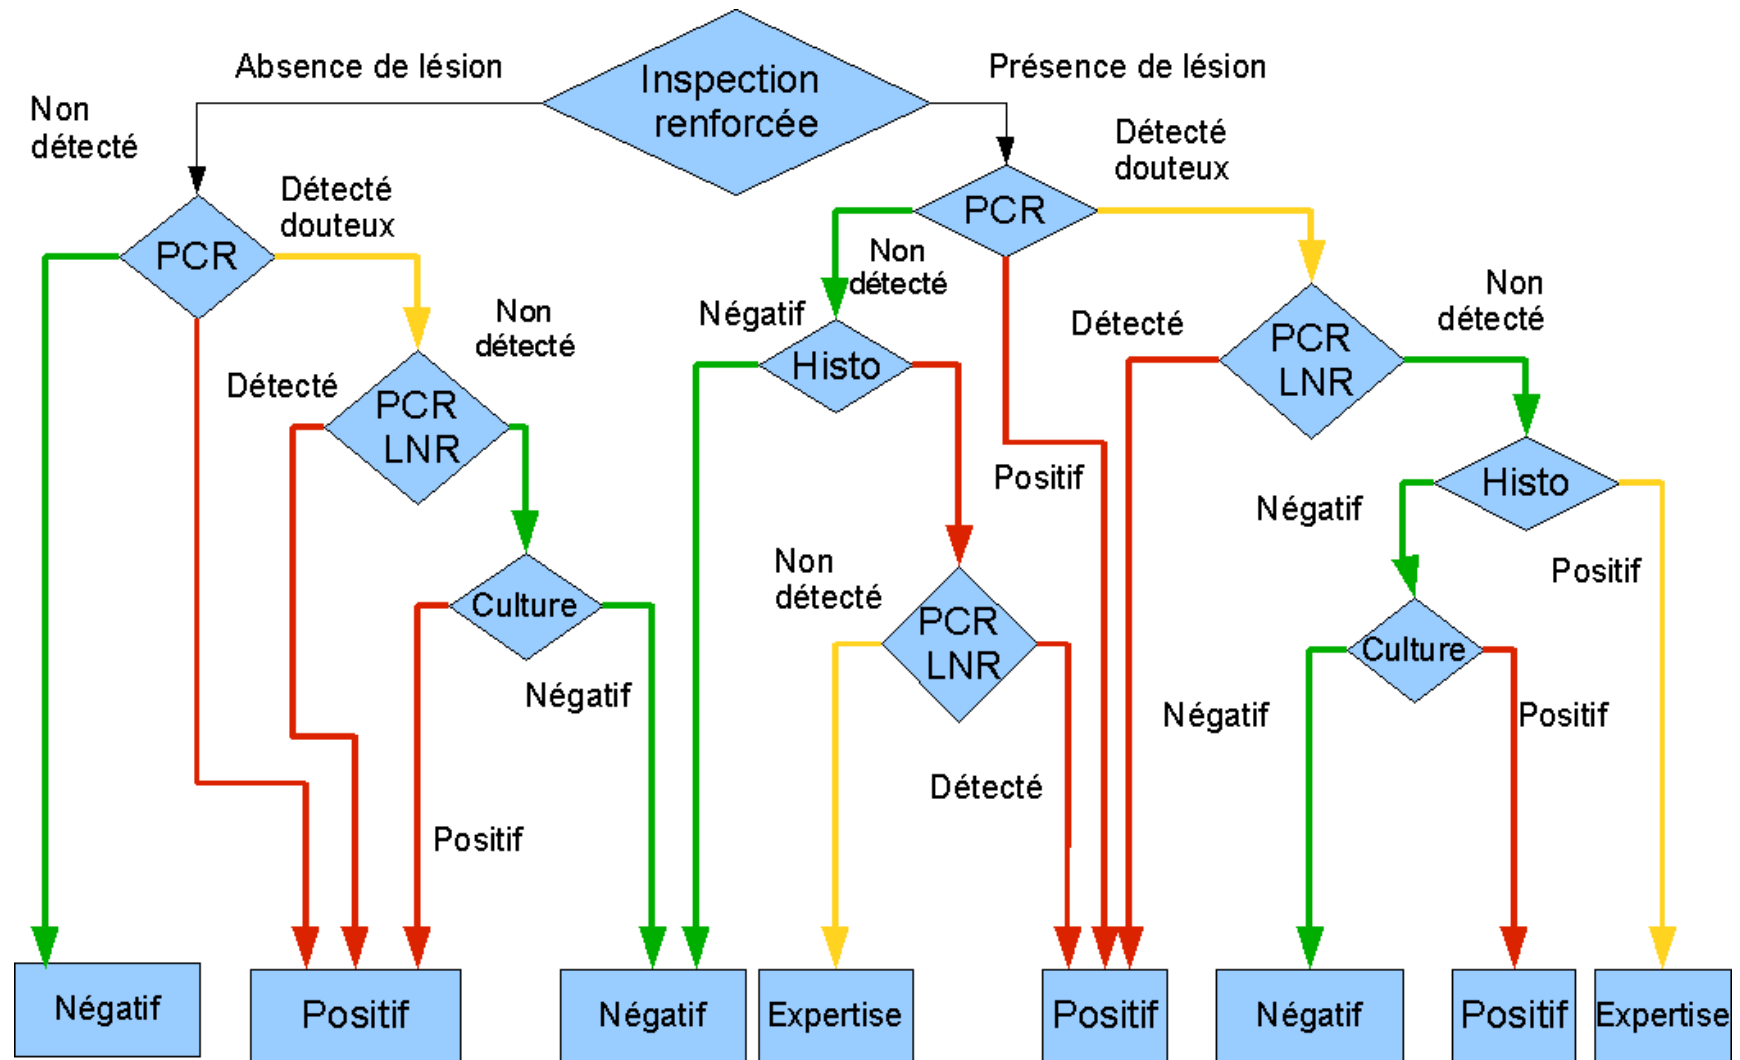 Absence de lésion
Inspection
renforcée
Présence de lésion
Non
détecté
Détecté
douteux
Détecté
douteux
PCR
PCR
Non
détecté
Non
détecté
Négatif
Détecté
Non
détecté
PCR
LNR
Histo
Détecté
PCR
LNR
Positif
Histo
Négatif
Non
détecté
Positif
Culture
PCR
LNR
Culture
Négatif
Négatif
Positif
Détecté
Positif
Négatif
Positif
Négatif
Expertise
Positif
Négatif
Positif
Expertise